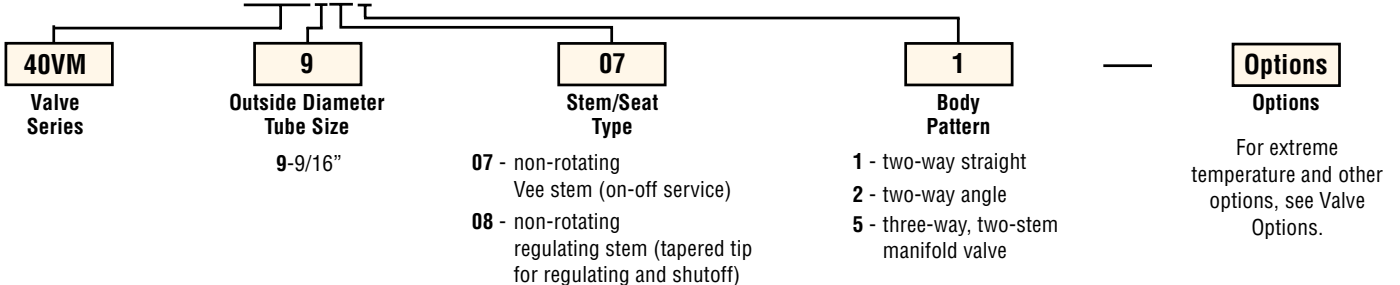 40VM
Valve
Series
9
Outside Diameter
Tube Size
9-9/16”
07
Stem/Seat
Type
07 - non-rotating
Vee stem (on-off service)
08 - non-rotating
regulating stem (tapered tip
for regulating and shutoff)
1
Body
Pattern
1 - two-way straight
2 - two-way angle
5 - three-way, two-stem
manifold valve
Options
Options
For extreme
temperature and other
options, see Valve
Options.